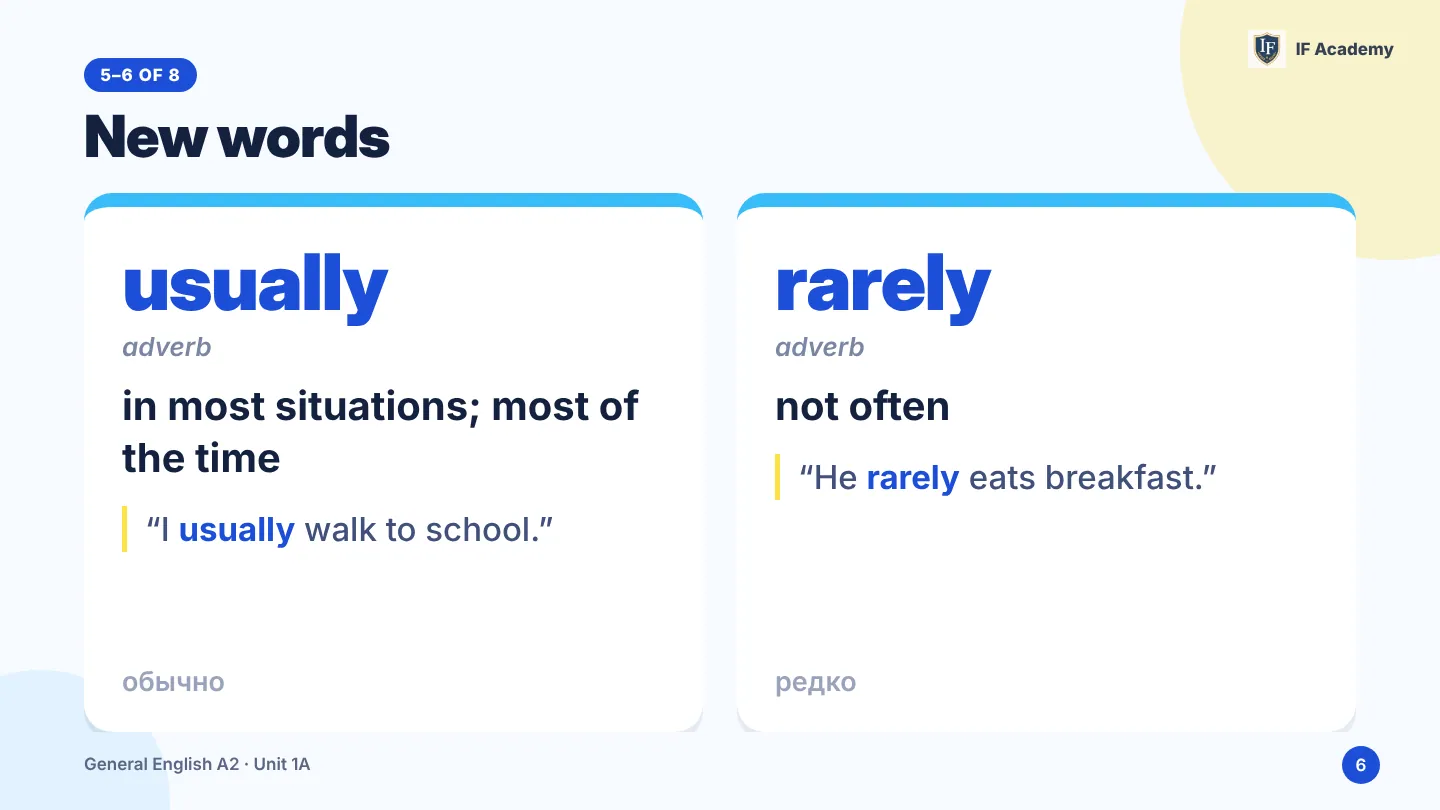 IF
IF Academy
5–6 OF 8
New words
usually
adverb
in most situations; most of
the time
“I usually walk to school.”
обычно
rarely
adverb
not often
“He rarely eats breakfast.”
редко
General English A2 · Unit 1A
6